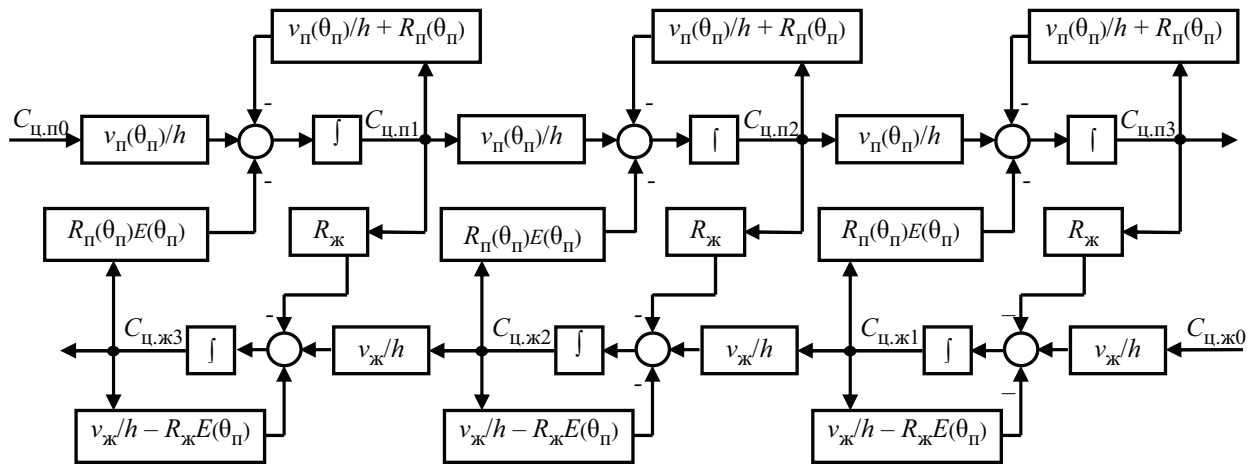 v_п(θ_п)/h + R_п(θ_п)
v_п(θ_п)/h + R_п(θ_п)
v_п(θ_п)/h + R_п(θ_п)
- - -
C_ц.п0 v_п(θ_п)/h ∫ C_ц.п1 v_п(θ_п)/h ∫ C_ц.п2 v_п(θ_п)/h ∫ C_ц.п3
- - -
R_п(θ_п)E(θ_п) R_ж R_п(θ_п)E(θ_п) R_ж R_п(θ_п)E(θ_п) R_ж
- - –
C_ц.ж3 ∫ v_ж/h C_ц.ж2 ∫ v_ж/h C_ц.ж1 ∫ v_ж/h C_ц.ж0
- –
v_ж/h – R_жE(θ_п) v_ж/h – R_жE(θ_п) v_ж/h – R_жE(θ_п)